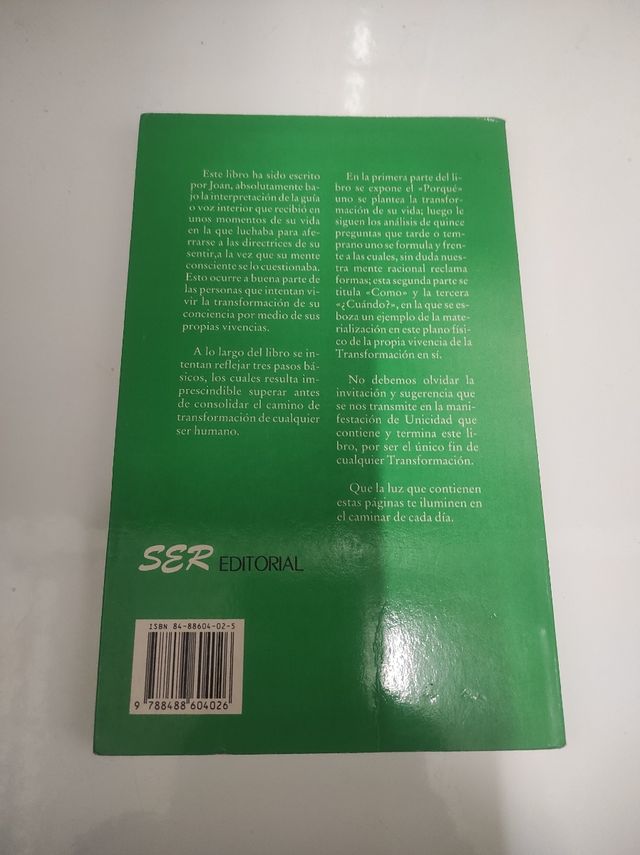 Este libro ha sido escrito
por Joan, absolutamente ba-
jo la interpretación de la guía
o voz interior que recibió en
unos momentos de su vida
en la que luchaba para afe-
rrarse a las directrices de su
sentir,a la vez que su mente
consciente se lo cuestionaba.
Esto ocurre a buena parte de
las personas que intentan vi-
vir la transformación de su
conciencia por medio de sus
propias vivencias.
A lo largo del libro se in-
tentan reflejar tres pasos bá-
sicos, los cuales resulta im-
prescindible superar antes
de consolidar el camino de
transformación de cualquier
ser humano.
En la primera parte del li-
bro se expone el «Porqué»
uno se plantea la transfor-
mación de su vida; luego le
siguen los análisis de quince
preguntas que tarde o tem-
prano uno se formula y fren-
te a las cuales, sin duda nues-
tra mente racional reclama
formas; esta segunda parte se
titula «Como» y la tercera
«¿Cuándo?», en la que se es-
boza un ejemplo de la mate-
rialización en este plano físi-
co de la propia vivencia de la
Transformación en sí.
No debemos olvidar la
invitación y sugerencia que
se nos transmite en la mani-
festación de Unicidad que
contiene y termina este li-
bro, por ser el único fin de
cualquier Transformación.
Que la luz que contienen
estas páginas te iluminen en
el caminar de cada día.
SER EDITORIAL
ISBN 84-88604-02-5
9 788488 604026